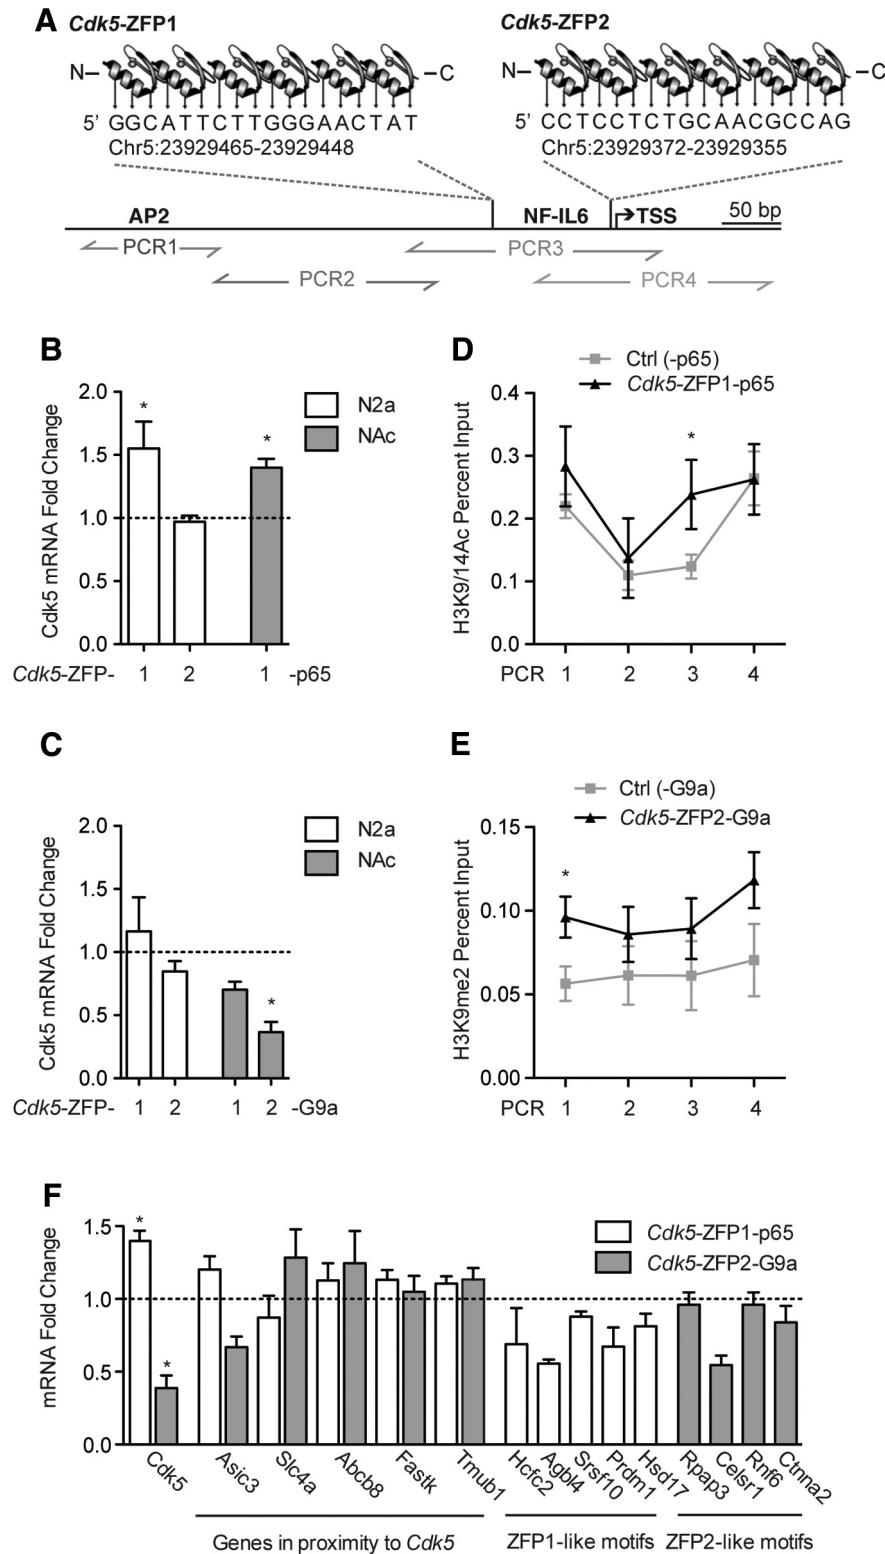 A
Cdk5-ZFP1
Cdk5-ZFP2
N C
N C
5' GGCATTCTTGGGAACTAT
5' CCTCCTCTGCAACGCCAG
Chr5:23929465-23929448
Chr5:23929372-23929355
AP2 NF-IL6 TSS 50 bp
PCR1 PCR3
PCR2 PCR4
B
Cdk5 mRNA Fold Change
2.0
1.5
1.0
0.5
0.0
* *
N2a
NAc
Cdk5-ZFP- 1 2 1 -p65
D
Ctrl (-p65)
Cdk5-ZFP1-p65
H3K9/14Ac Percent Input
0.4
0.3
0.2
0.1
0.0
*
PCR 1 2 3 4
C
Cdk5 mRNA Fold Change
2.0
1.5
1.0
0.5
0.0
*
N2a
NAc
Cdk5-ZFP- 1 2 1 2 -G9a
E
Ctrl (-G9a)
Cdk5-ZFP2-G9a
H3K9me2 Percent Input
0.15
0.10
0.05
0.00
*
PCR 1 2 3 4
F
mRNA Fold Change
1.5
1.0
0.5
0.0
*
*
Cdk5-ZFP1-p65
Cdk5-ZFP2-G9a
Cdk5 Asic3 Slc4a Abcb8 Fastk Tmub1 Hcfc2 Agbl4 Srsf10 Prdm1 Hsd17 Rpap3 Celsr1 Rnf6 Ctnna2
Genes in proximity to Cdk5 ZFP1-like motifs ZFP2-like motifs